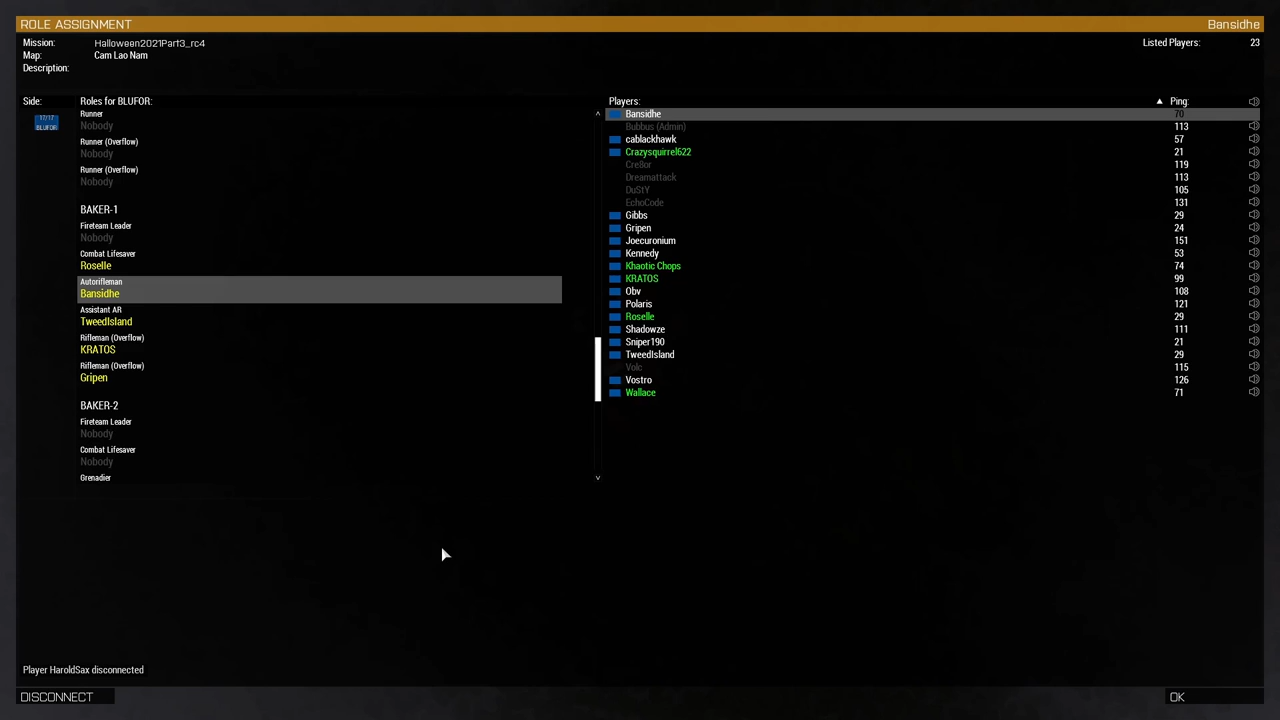 ROLE ASSIGNMENT
Bansidhe
Mission: Halloween2021Part3_rc4
Listed Players: 23
Map: Cam Lao Nam
Description:
Side:
17/17
BLUFOR
Roles for BLUFOR:
Runner
Nobody
Runner (Overflow)
Nobody
Runner (Overflow)
Nobody
BAKER-1
Fireteam Leader
Nobody
Combat Lifesaver
Roselle
Autorifleman
Bansidhe
Assistant AR
TweedIsland
Rifleman (Overflow)
KRATOS
Rifleman (Overflow)
Gripen
BAKER-2
Fireteam Leader
Nobody
Combat Lifesaver
Nobody
Grenadier
Players: Ping:
Bansidhe 70
Bubbus (Admin) 113
cablackhawk 57
Crazysquirrel622 21
Cre8or 119
Dreamattack 113
DuStY 105
EchoCode 131
Gibbs 29
Gripen 24
Joecuronium 151
Kennedy 53
Khaotic Chops 74
KRATOS 99
Obv 108
Polaris 121
Roselle 29
Shadowze 111
Sniper190 21
TweedIsland 29
Volc 115
Vostro 126
Wallace 71
Player HaroldSax disconnected
DISCONNECT
OK